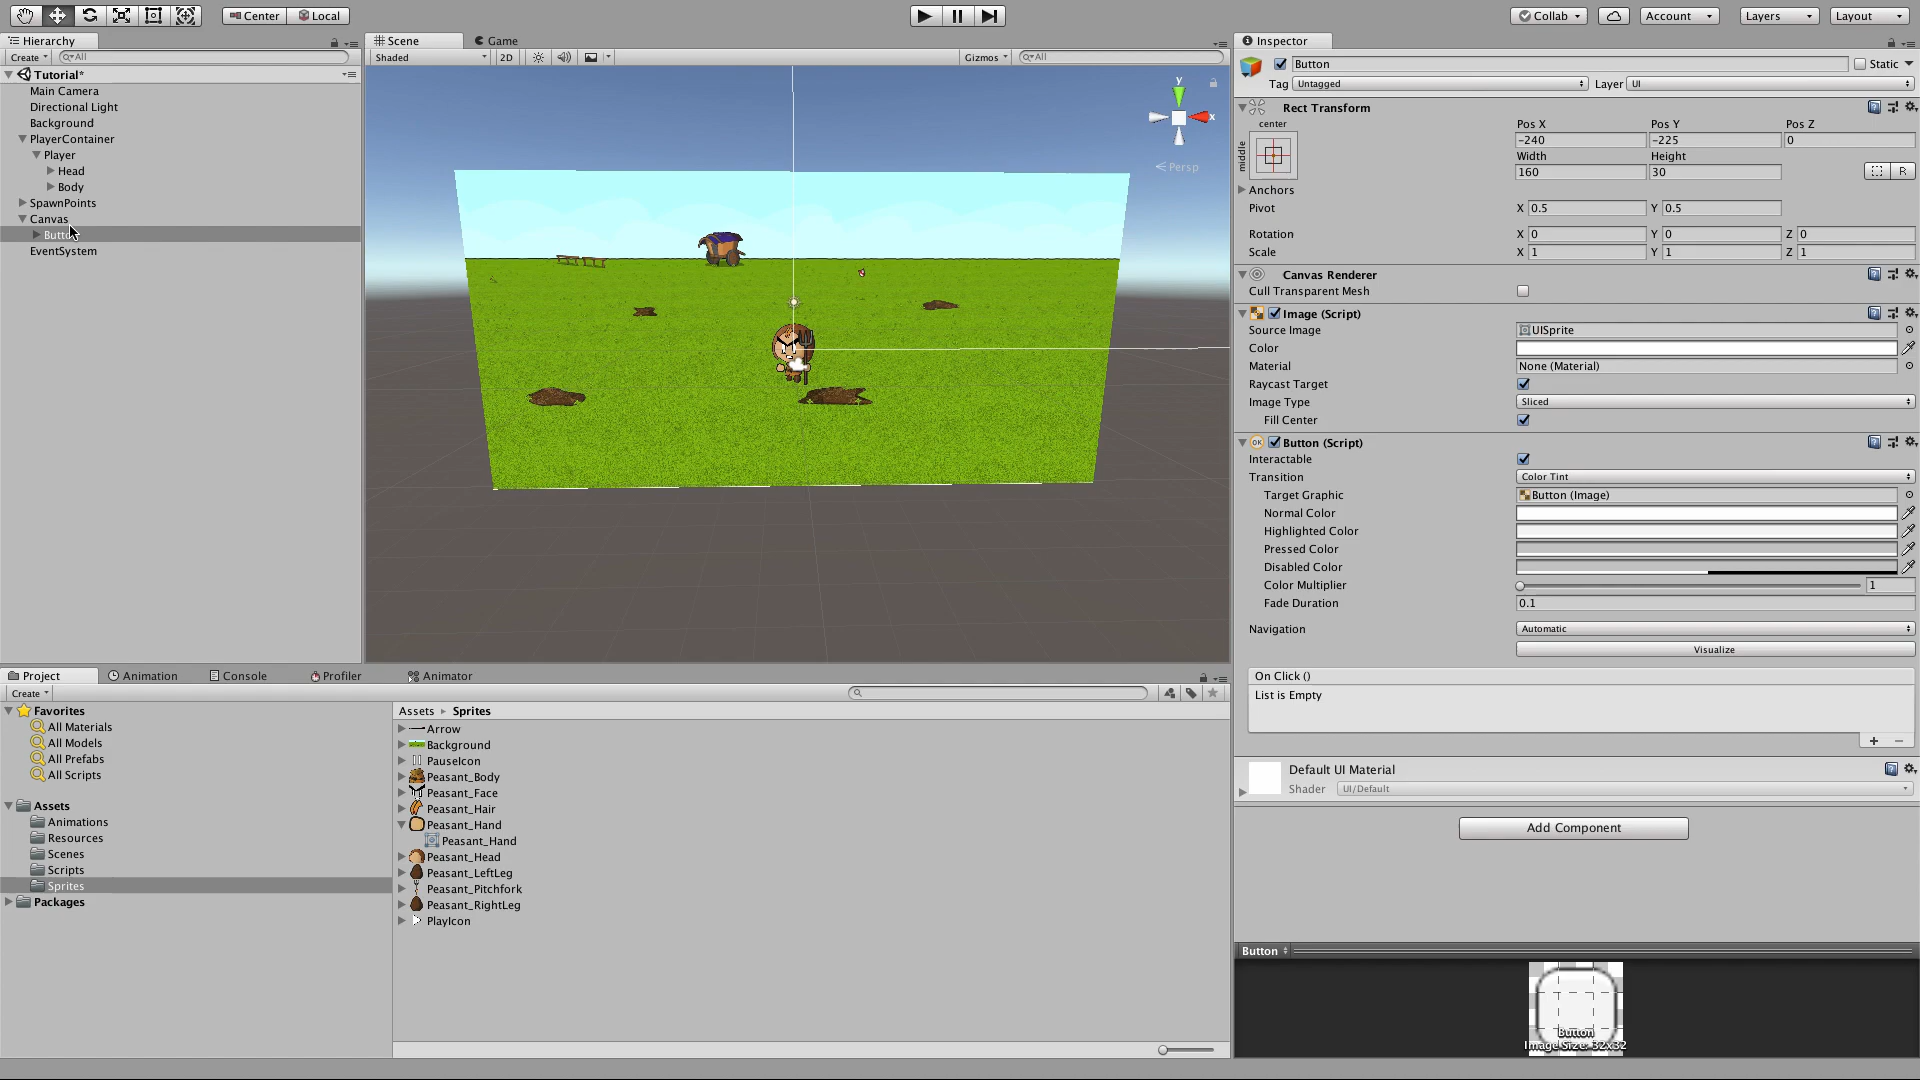 Center Local Collab Account Layers Layout
Hierarchy
Create All
Tutorial*
Main Camera
Directional Light
Background
PlayerContainer
Player
Head
Body
SpawnPoints
Canvas
EventSystem
Scene Game
Shaded 2D Gizmos All
y
x
Persp
Inspector
Button Static
Tag Untagged Layer UI
Rect Transform
center
middle
Pos X Pos Y Pos Z
-240 -225 0
Width Height
160 30 R
Anchors
Pivot X 0.5 Y 0.5
Rotation X 0 Y 0 Z 0
Scale X 1 Y 1 Z 1
Canvas Renderer
Cull Transparent Mesh
Image (Script)
Source Image UISprite
Color
Material None (Material)
Raycast Target
Image Type Sliced
Fill Center
OK Button (Script)
Interactable
Transition Color Tint
Target Graphic Button (Image)
Normal Color
Highlighted Color
Pressed Color
Disabled Color
Color Multiplier 1
Fade Duration 0.1
Navigation Automatic
Visualize
On Click ()
List is Empty
+ −
Default UI Material
Shader UI/Default
Add Component
Button
Button
Image Size: 32x32
Project Animation Console Profiler Animator
Create
Favorites
All Materials
All Models
All Prefabs
All Scripts
Assets
Animations
Resources
Scenes
Scripts
Sprites
Packages
Assets Sprites
Arrow
Background
PauseIcon
Peasant_Body
Peasant_Face
Peasant_Hair
Peasant_Hand
Peasant_Hand
Peasant_Head
Peasant_LeftLeg
Peasant_Pitchfork
Peasant_RightLeg
PlayIcon